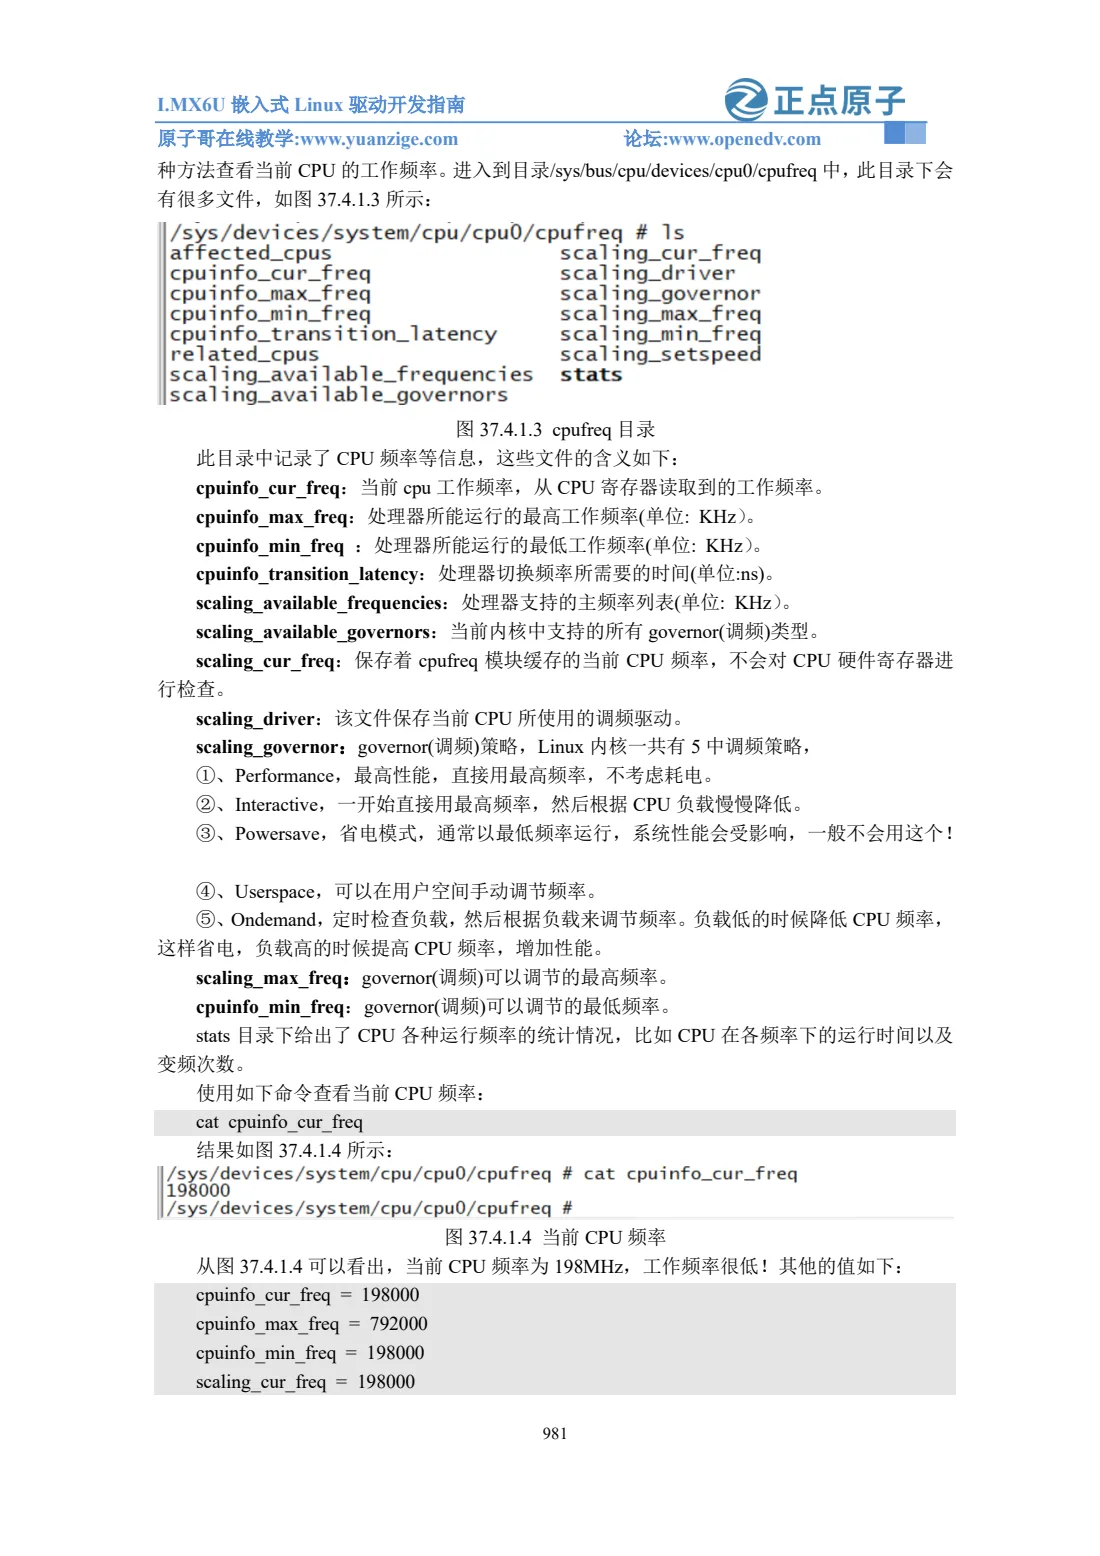 I.MX6U 嵌入式 Linux 驱动开发指南
正点原子
原子哥在线教学:www.yuanzige.com 论坛:www.openedv.com
种方法查看当前 CPU 的工作频率。进入到目录/sys/bus/cpu/devices/cpu0/cpufreq 中，此目录下会
有很多文件，如图 37.4.1.3 所示：
/sys/devices/system/cpu/cpu0/cpufreq # ls
affected_cpus scaling_cur_freq
cpuinfo_cur_freq scaling_driver
cpuinfo_max_freq scaling_governor
cpuinfo_min_freq scaling_max_freq
cpuinfo_transition_latency scaling_min_freq
related_cpus scaling_setspeed
scaling_available_frequencies stats
scaling_available_governors
图 37.4.1.3 cpufreq 目录
此目录中记录了 CPU 频率等信息，这些文件的含义如下：
cpuinfo_cur_freq：当前 cpu 工作频率，从 CPU 寄存器读取到的工作频率。
cpuinfo_max_freq：处理器所能运行的最高工作频率(单位: KHz）。
cpuinfo_min_freq ：处理器所能运行的最低工作频率(单位: KHz）。
cpuinfo_transition_latency：处理器切换频率所需要的时间(单位:ns)。
scaling_available_frequencies：处理器支持的主频率列表(单位: KHz）。
scaling_available_governors：当前内核中支持的所有 governor(调频)类型。
scaling_cur_freq：保存着 cpufreq 模块缓存的当前 CPU 频率，不会对 CPU 硬件寄存器进
行检查。
scaling_driver：该文件保存当前 CPU 所使用的调频驱动。
scaling_governor：governor(调频)策略，Linux 内核一共有 5 中调频策略，
①、Performance，最高性能，直接用最高频率，不考虑耗电。
②、Interactive，一开始直接用最高频率，然后根据 CPU 负载慢慢降低。
③、Powersave，省电模式，通常以最低频率运行，系统性能会受影响，一般不会用这个！
④、Userspace，可以在用户空间手动调节频率。
⑤、Ondemand，定时检查负载，然后根据负载来调节频率。负载低的时候降低 CPU 频率，
这样省电，负载高的时候提高 CPU 频率，增加性能。
scaling_max_freq：governor(调频)可以调节的最高频率。
cpuinfo_min_freq：governor(调频)可以调节的最低频率。
stats 目录下给出了 CPU 各种运行频率的统计情况，比如 CPU 在各频率下的运行时间以及
变频次数。
使用如下命令查看当前 CPU 频率：
cat cpuinfo_cur_freq
结果如图 37.4.1.4 所示：
/sys/devices/system/cpu/cpu0/cpufreq # cat cpuinfo_cur_freq
198000
/sys/devices/system/cpu/cpu0/cpufreq #
图 37.4.1.4 当前 CPU 频率
从图 37.4.1.4 可以看出，当前 CPU 频率为 198MHz，工作频率很低！其他的值如下：
cpuinfo_cur_freq = 198000
cpuinfo_max_freq = 792000
cpuinfo_min_freq = 198000
scaling_cur_freq = 198000
981